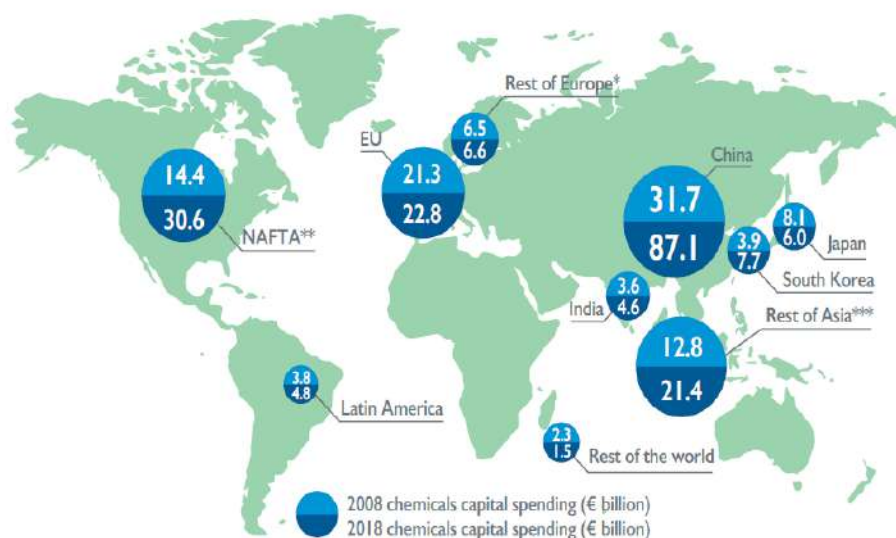 Rest of Europe*
6.5
6.6
EU
21.3
22.8
14.4
30.6
NAFTA**
China
31.7
87.1
8.1
6.0
Japan
3.9
7.7
South Korea
3.6
4.6
India
Rest of Asia***
12.8
21.4
3.8
4.8
Latin America
2.3
1.5
Rest of the world
2008 chemicals capital spending (€ billion)
2018 chemicals capital spending (€ billion)